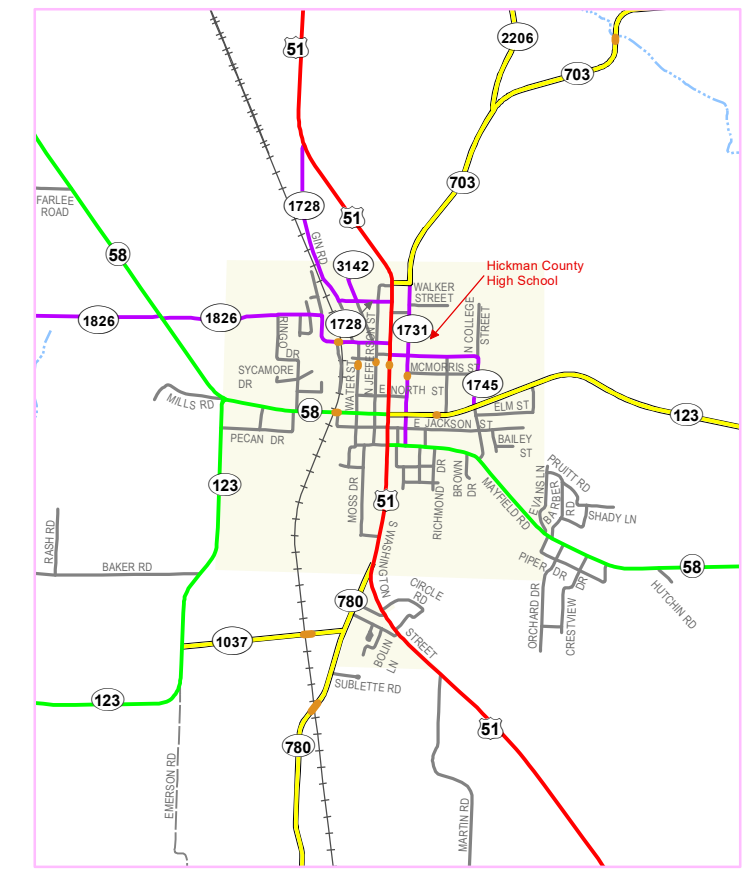 51
2206
703
FARLEE
ROAD
703
1728
51
58
GIN RD
3142
Hickman County
High School
WALKER
STREET
1826
1826
1728
1731
N COLLEGE
STREET
RINGO
DR
N JEFFERSON ST
SYCAMORE
DR
MCMORRIS ST
WATER ST
E NORTH ST
1745
MILLS RD
58
ELM ST
123
E JACKSON ST
PECAN DR
BAILEY
ST
123
MOSS DR
51
RICHMOND
DR
BROWN
DR
MAYFIELD RD
EVANS LN
PRUITT RD
BARBER
RD
SHADY LN
RASH RD
BAKER RD
S WASHINGTON
STREET
PIPER DR
58
HUTCHIN RD
780
CIRCLE
RD
ORCHARD DR
CRESTVIEW
DR
1037
BOLIN
LN
SUBLETTE RD
123
780
51
EMERSON RD
MARTIN RD